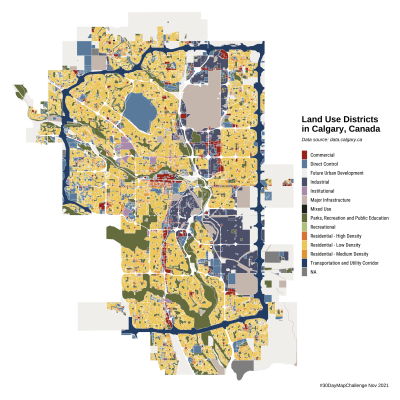 Land Use Districts
in Calgary, Canada
Data source: data.calgary.ca
Commercial
Direct Control
Future Urban Development
Industrial
Institutional
Major Infrastructure
Mixed Use
Parks, Recreation and Public Education
Recreational
Residential - High Density
Residential - Low Density
Residential - Medium Density
Transportation and Utility Corridor
NA
#30DayMapChallenge Nov 2021